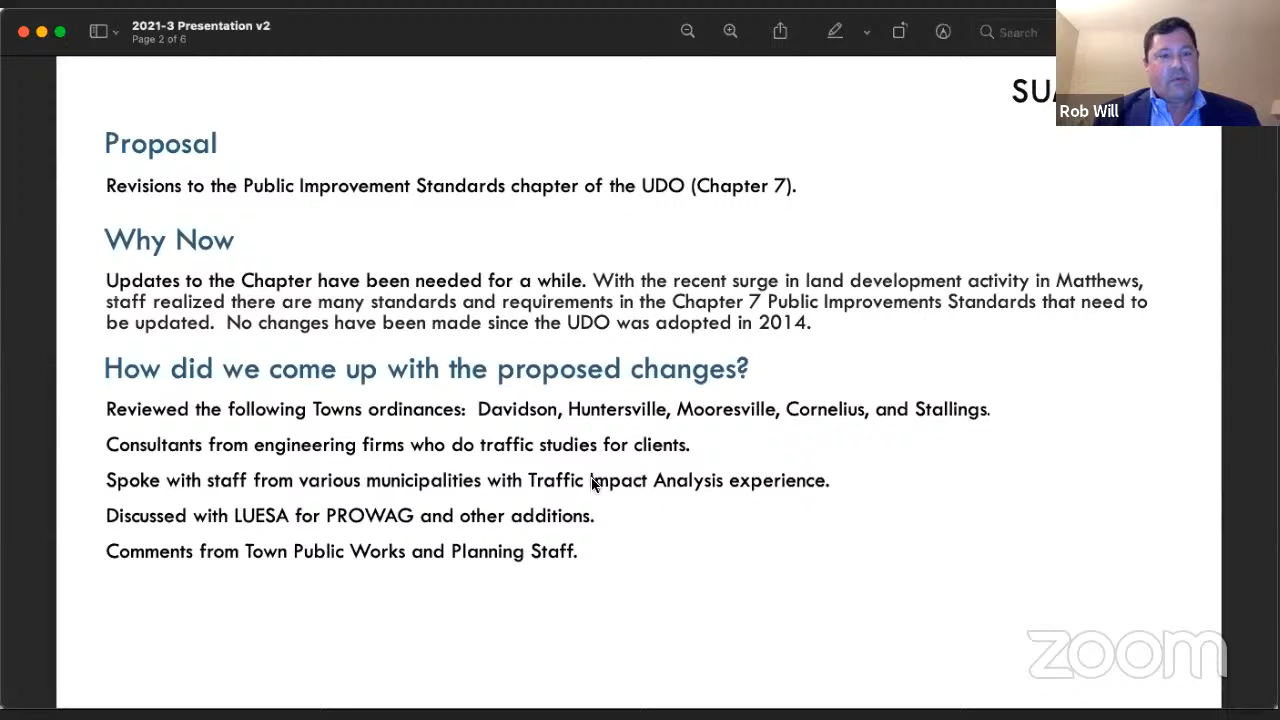 2021-3 Presentation v2
Page 2 of 6
Search
Rob Will
Proposal
Revisions to the Public Improvement Standards chapter of the UDO (Chapter 7).
Why Now
Updates to the Chapter have been needed for a while. With the recent surge in land development activity in Matthews,
staff realized there are many standards and requirements in the Chapter 7 Public Improvements Standards that need to
be updated. No changes have been made since the UDO was adopted in 2014.
How did we come up with the proposed changes?
Reviewed the following Towns ordinances: Davidson, Huntersville, Mooresville, Cornelius, and Stallings.
Consultants from engineering firms who do traffic studies for clients.
Spoke with staff from various municipalities with Traffic Impact Analysis experience.
Discussed with LUESA for PROWAG and other additions.
Comments from Town Public Works and Planning Staff.
zoom